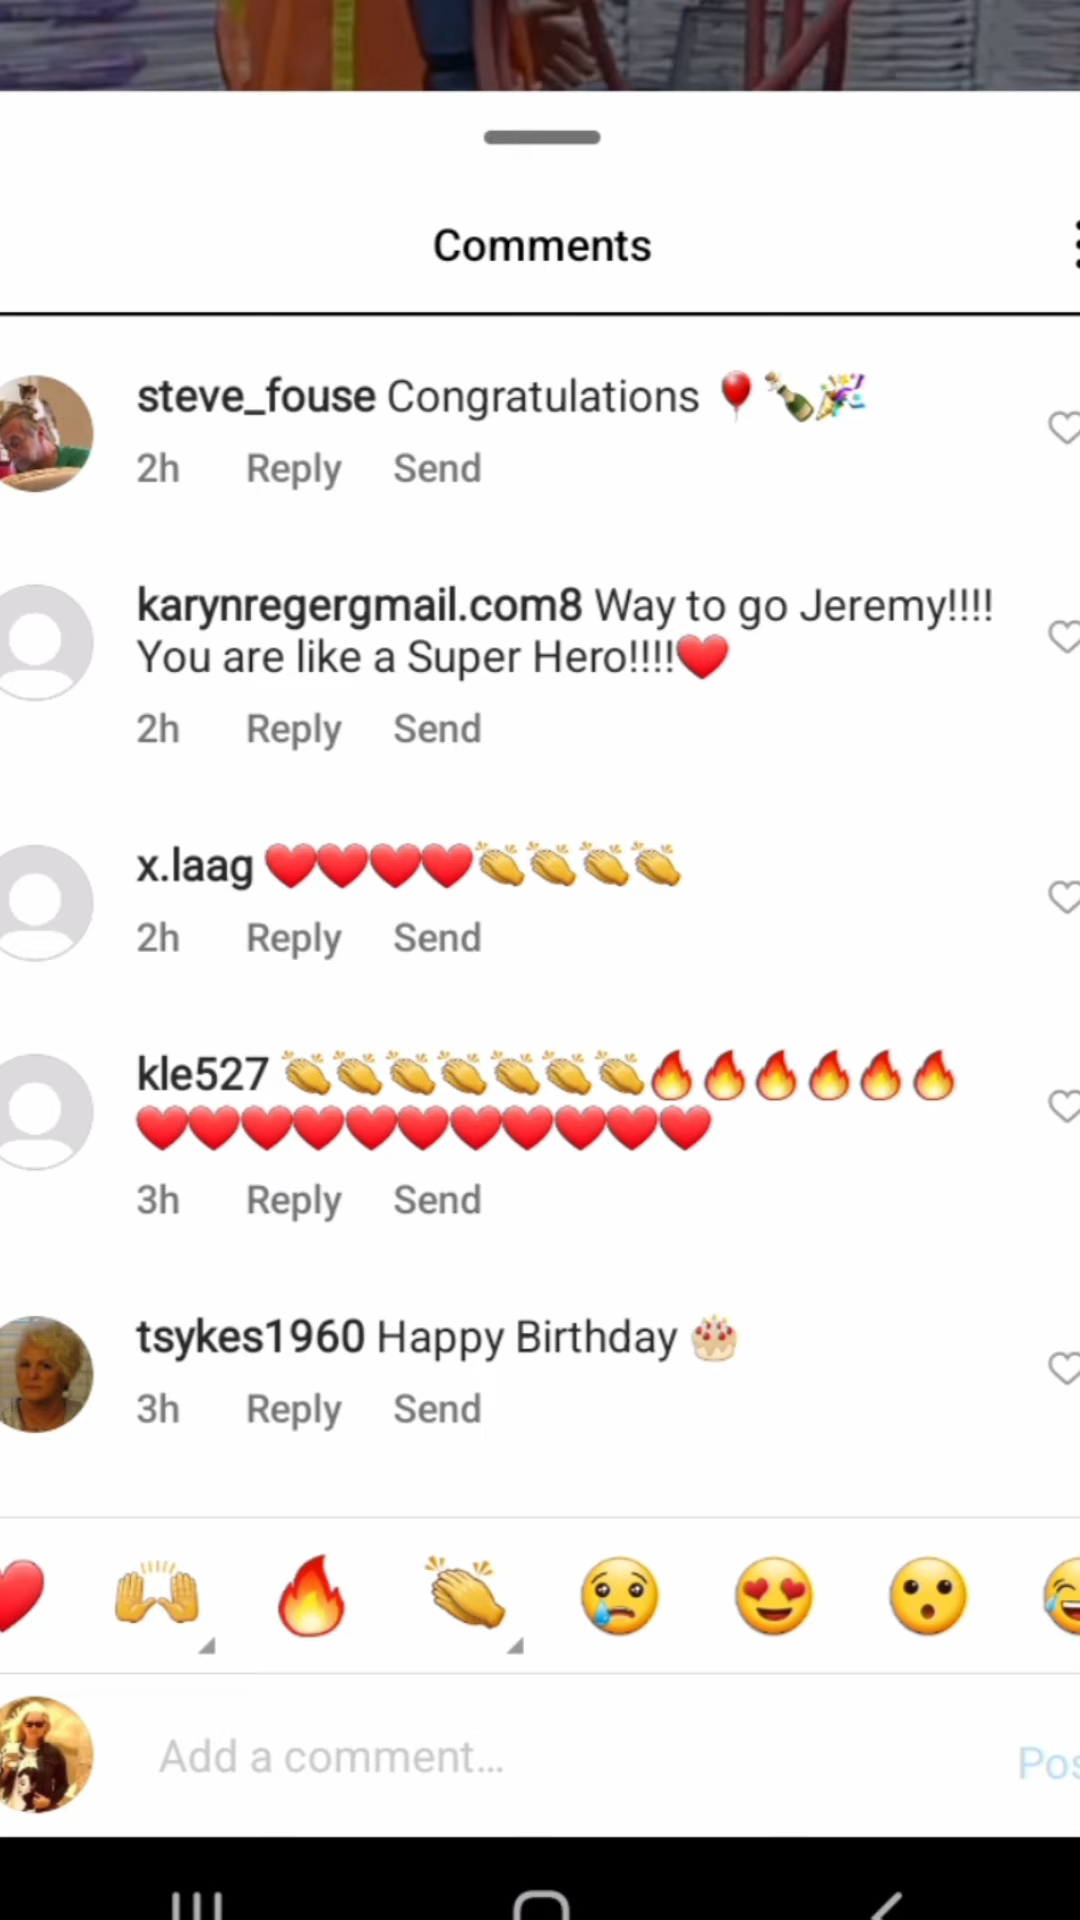 Comments
steve_fouse Congratulations 🎈🍾🎉
2h Reply Send
karynregergmail.com8 Way to go Jeremy!!!!
You are like a Super Hero!!!!❤️
2h Reply Send
x.laag ❤️❤️❤️❤️👏👏👏👏
2h Reply Send
kle527 👏👏👏👏👏👏👏🔥🔥🔥🔥🔥🔥
❤️❤️❤️❤️❤️❤️❤️❤️❤️❤️❤️
3h Reply Send
tsykes1960 Happy Birthday 🎂
3h Reply Send
Add a comment...
Pos